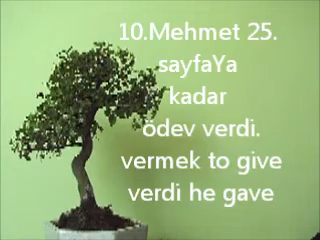 10.Mehmet 25.
sayfaYa
kadar
ödev verdi.
vermek to give
verdi he gave